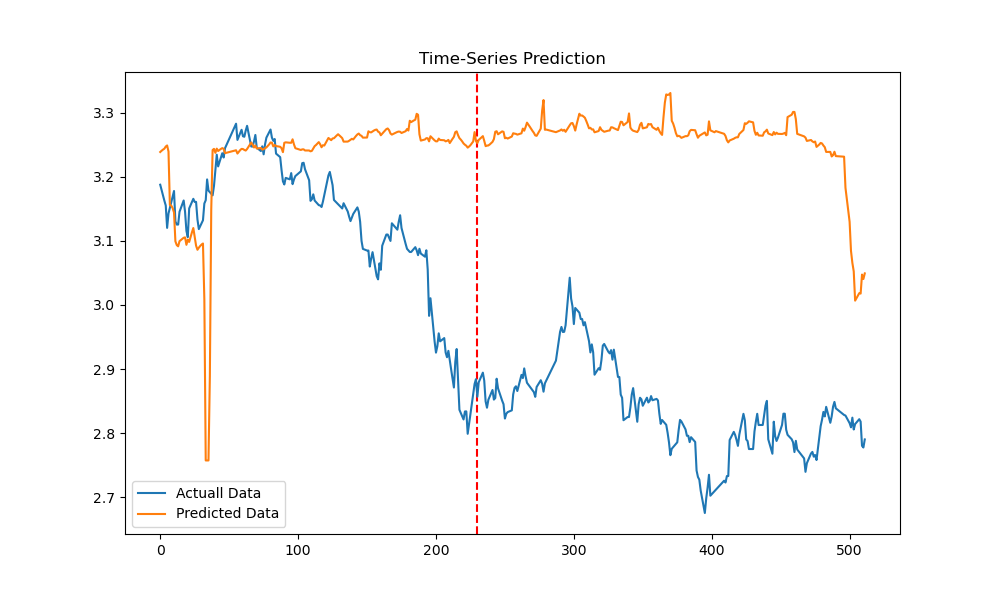 Time-Series Prediction
3.3
3.2
3.1
3.0
2.9
2.8
2.7
0 100 200 300 400 500
Actuall Data
Predicted Data